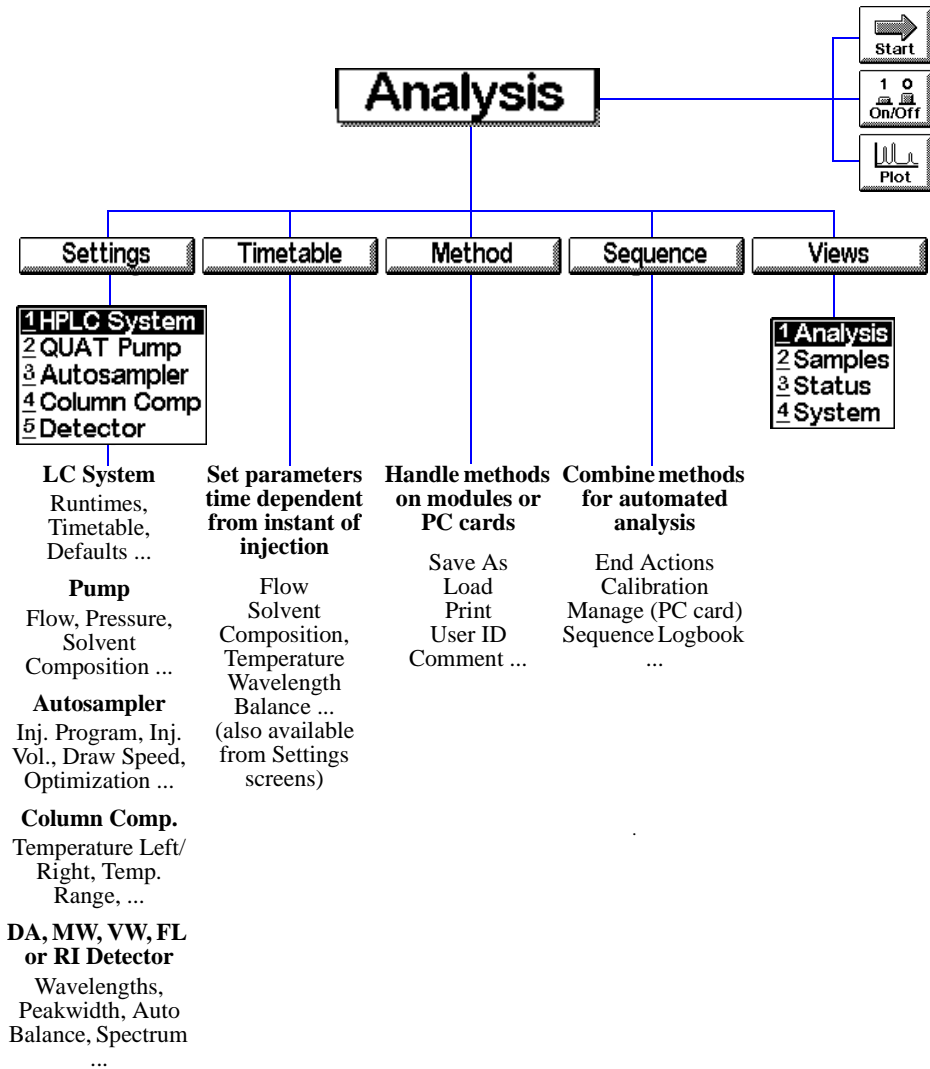 Analysis
Start
1 0
On/Off
Plot
Settings
Timetable
Method
Sequence
Views
1 HPLC System
2 QUAT Pump
3 Autosampler
4 Column Comp
5 Detector
1 Analysis
2 Samples
3 Status
4 System
LC System
Runtimes,
Timetable,
Defaults ...
Pump
Flow, Pressure,
Solvent
Composition ...
Autosampler
Inj. Program, Inj.
Vol., Draw Speed,
Optimization ...
Column Comp.
Temperature Left/
Right, Temp.
Range, ...
DA, MW, VW, FL
or RI Detector
Wavelengths,
Peakwidth, Auto
Balance, Spectrum
...
Set parameters
time dependent
from instant of
injection
Flow
Solvent
Composition,
Temperature
Wavelength
Balance ...
(also available
from Settings
screens)
Handle methods
on modules or
PC cards
Save As
Load
Print
User ID
Comment ...
Combine methods
for automated
analysis
End Actions
Calibration
Manage (PC card)
Sequence Logbook
...
.